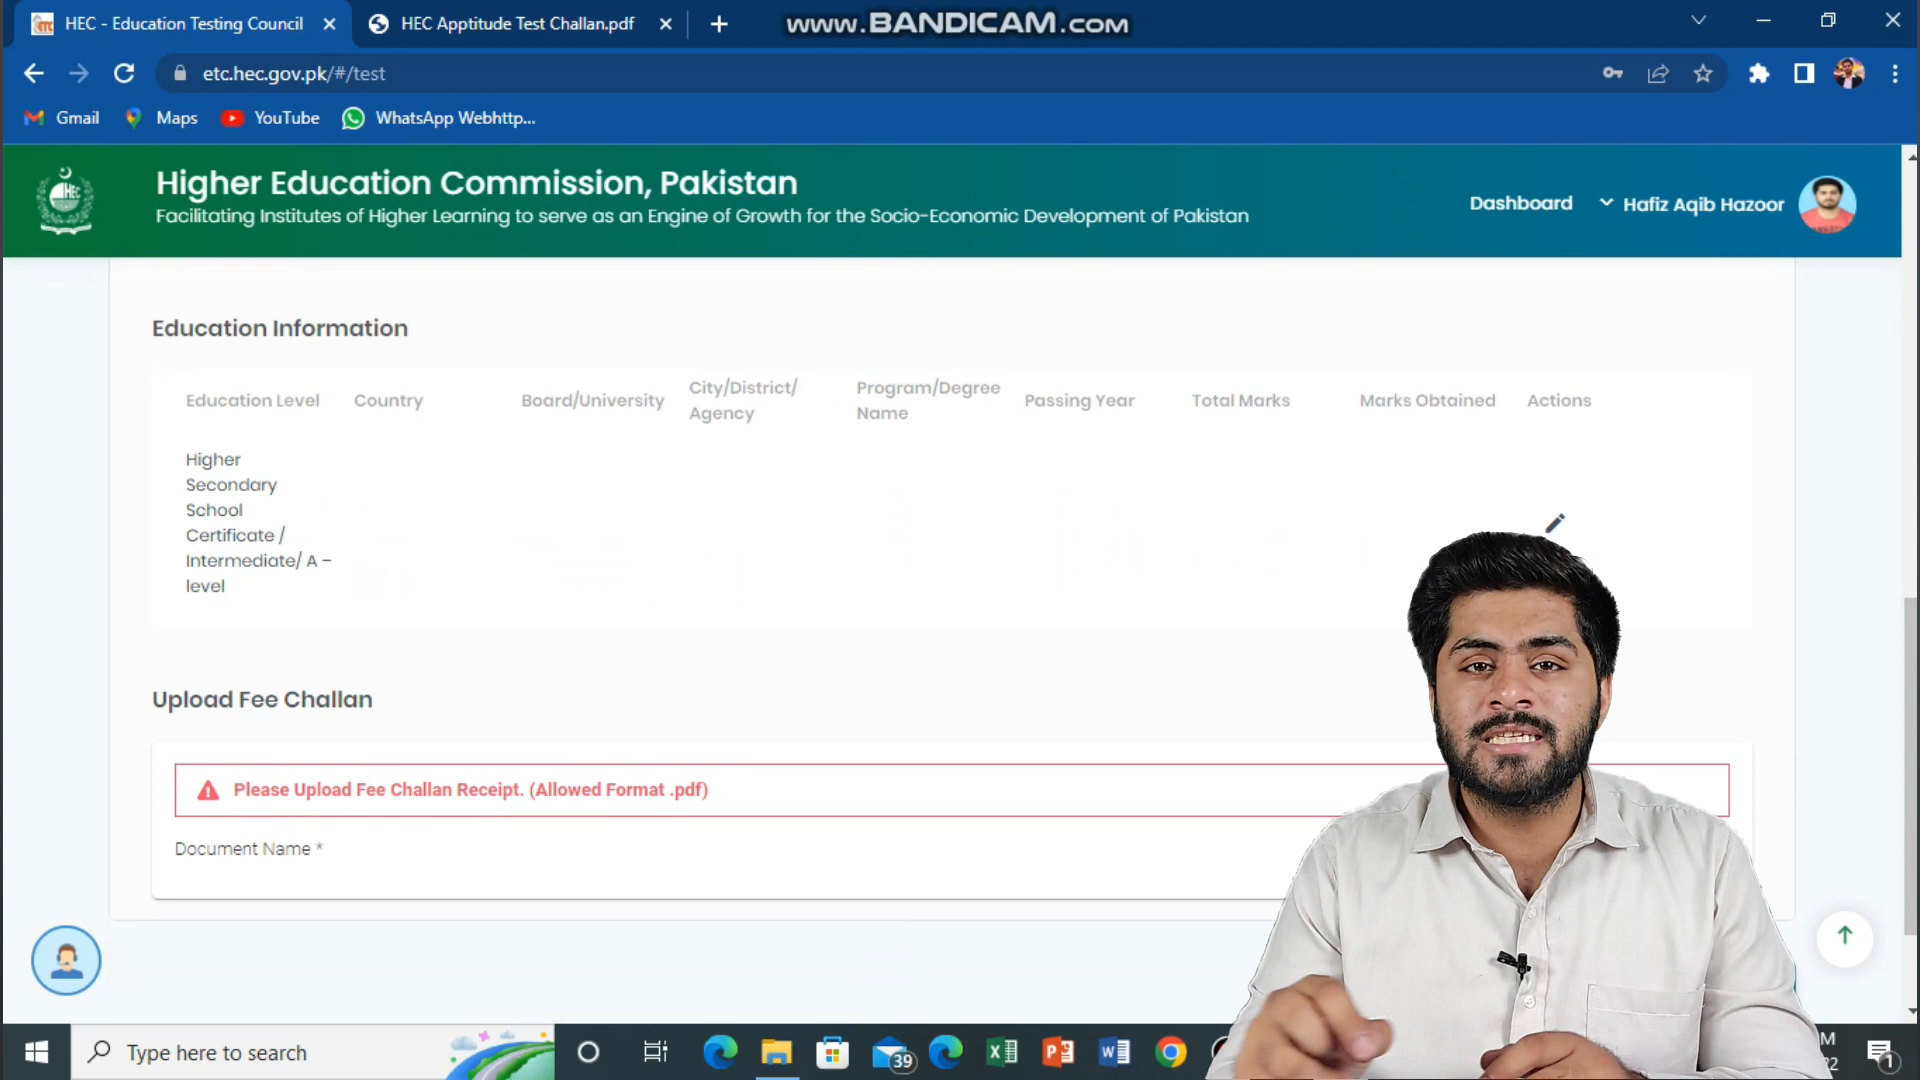 HEC - Education Testing Council
HEC Apptitude Test Challan.pdf
www.BANDICAM.com
etc.hec.gov.pk/#/test
Gmail
Maps
YouTube
WhatsApp Webhttp...
HEC
Higher Education Commission, Pakistan
Facilitating Institutes of Higher Learning to serve as an Engine of Growth for the Socio-Economic Development of Pakistan
Dashboard
Hafiz Aqib Hazoor
Education Information
Education Level
Country
Board/University
City/District/
Agency
Program/Degree
Name
Passing Year
Total Marks
Marks Obtained
Actions
Higher
Secondary
School
Certificate /
Intermediate/ A –
level
Upload Fee Challan
Please Upload Fee Challan Receipt. (Allowed Format .pdf)
Document Name *
Type here to search
39
M
22
1